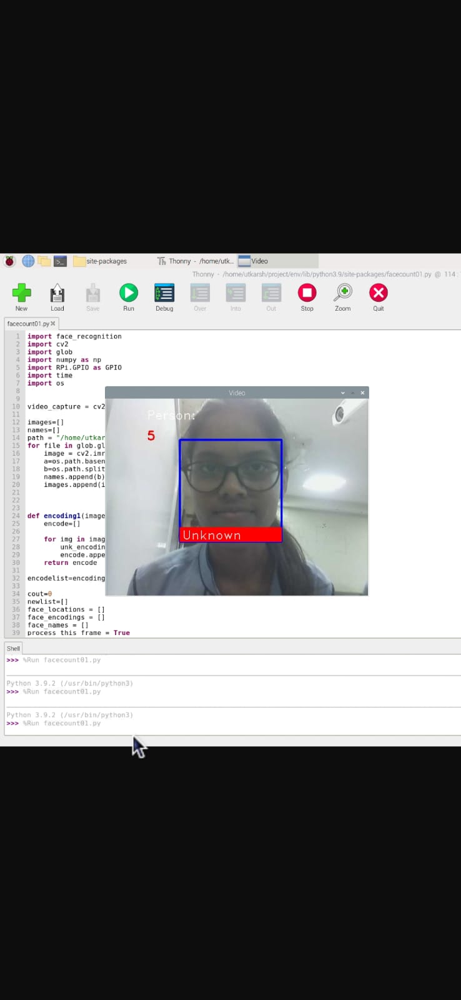 site-packages
Thonny - /home/utk...
Video
Thonny - /home/utkarsh/project/env/lib/python3.9/site-packages/facecount01.py @ 114 :
New
Load
Save
Run
Debug
Over
Into
Out
Stop
Zoom
Quit
facecount01.py
1 import face_recognition
2 import cv2
3 import glob
4 import numpy as np
5 import RPi.GPIO as GPIO
6 import time
7 import os
8
9
10 video_capture = cv2
11
12 images=[]
13 names=[]
14 path = "/home/utkar
15 for file in glob.gl
16 image = cv2.imr
17 a=os.path.basen
18 b=os.path.split
19 names.append(b)
20 images.append(i
21
22
23
24 def encoding1(image
25 encode=[]
26
27 for img in imag
28 unk_encodin
29 encode.appe
30 return encode
31
32 encodelist=encoding
33
34 cout=0
35 newlist=[]
36 face_locations = []
37 face_encodings = []
38 face_names = []
39 process this frame = True
Video
Person:
5
Unknown
Shell
>>> %Run facecount01.py
Python 3.9.2 (/usr/bin/python3)
>>> %Run facecount01.py
Python 3.9.2 (/usr/bin/python3)
>>> %Run facecount01.py